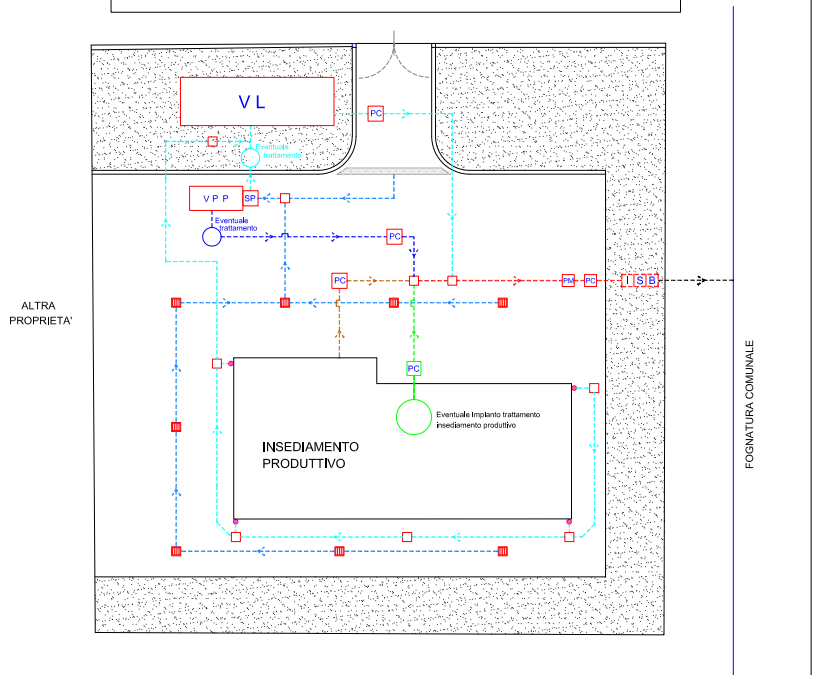 V L
PC
Eventuale
trattamento
V P P
SP
Eventuale
trattamento
PC
PC
PM
PC
I S B
ALTRA
PROPRIETA'
PC
Eventuale Impianto trattamento
insediamento produttivo
INSEDIAMENTO
PRODUTTIVO
FOGNATURA COMUNALE